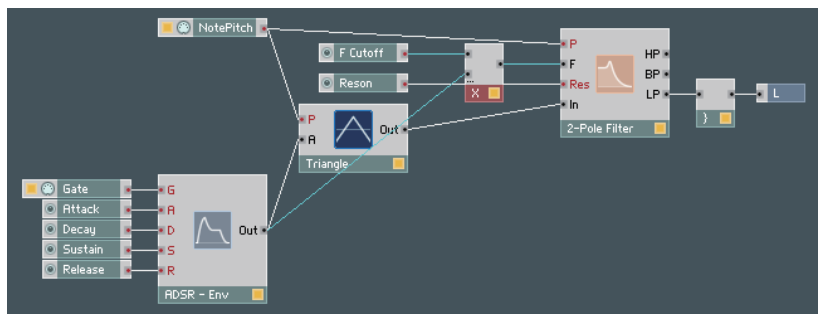 NotePitch
F Cutoff
Reson
...
X
P
F
Res
In
HP
BP
LP
2-Pole Filter
}
L
P
A
Out
Triangle
Gate
Attack
Decay
Sustain
Release
G
A
D
S
R
Out
ADSR - Env